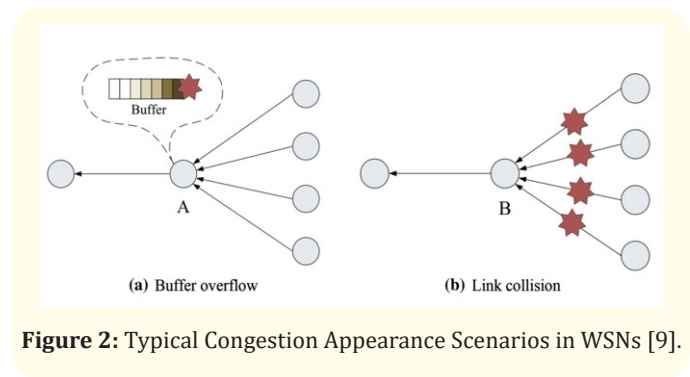 Buffer
A
B
(a) Buffer overflow
(b) Link collision
Figure 2: Typical Congestion Appearance Scenarios in WSNs [9].